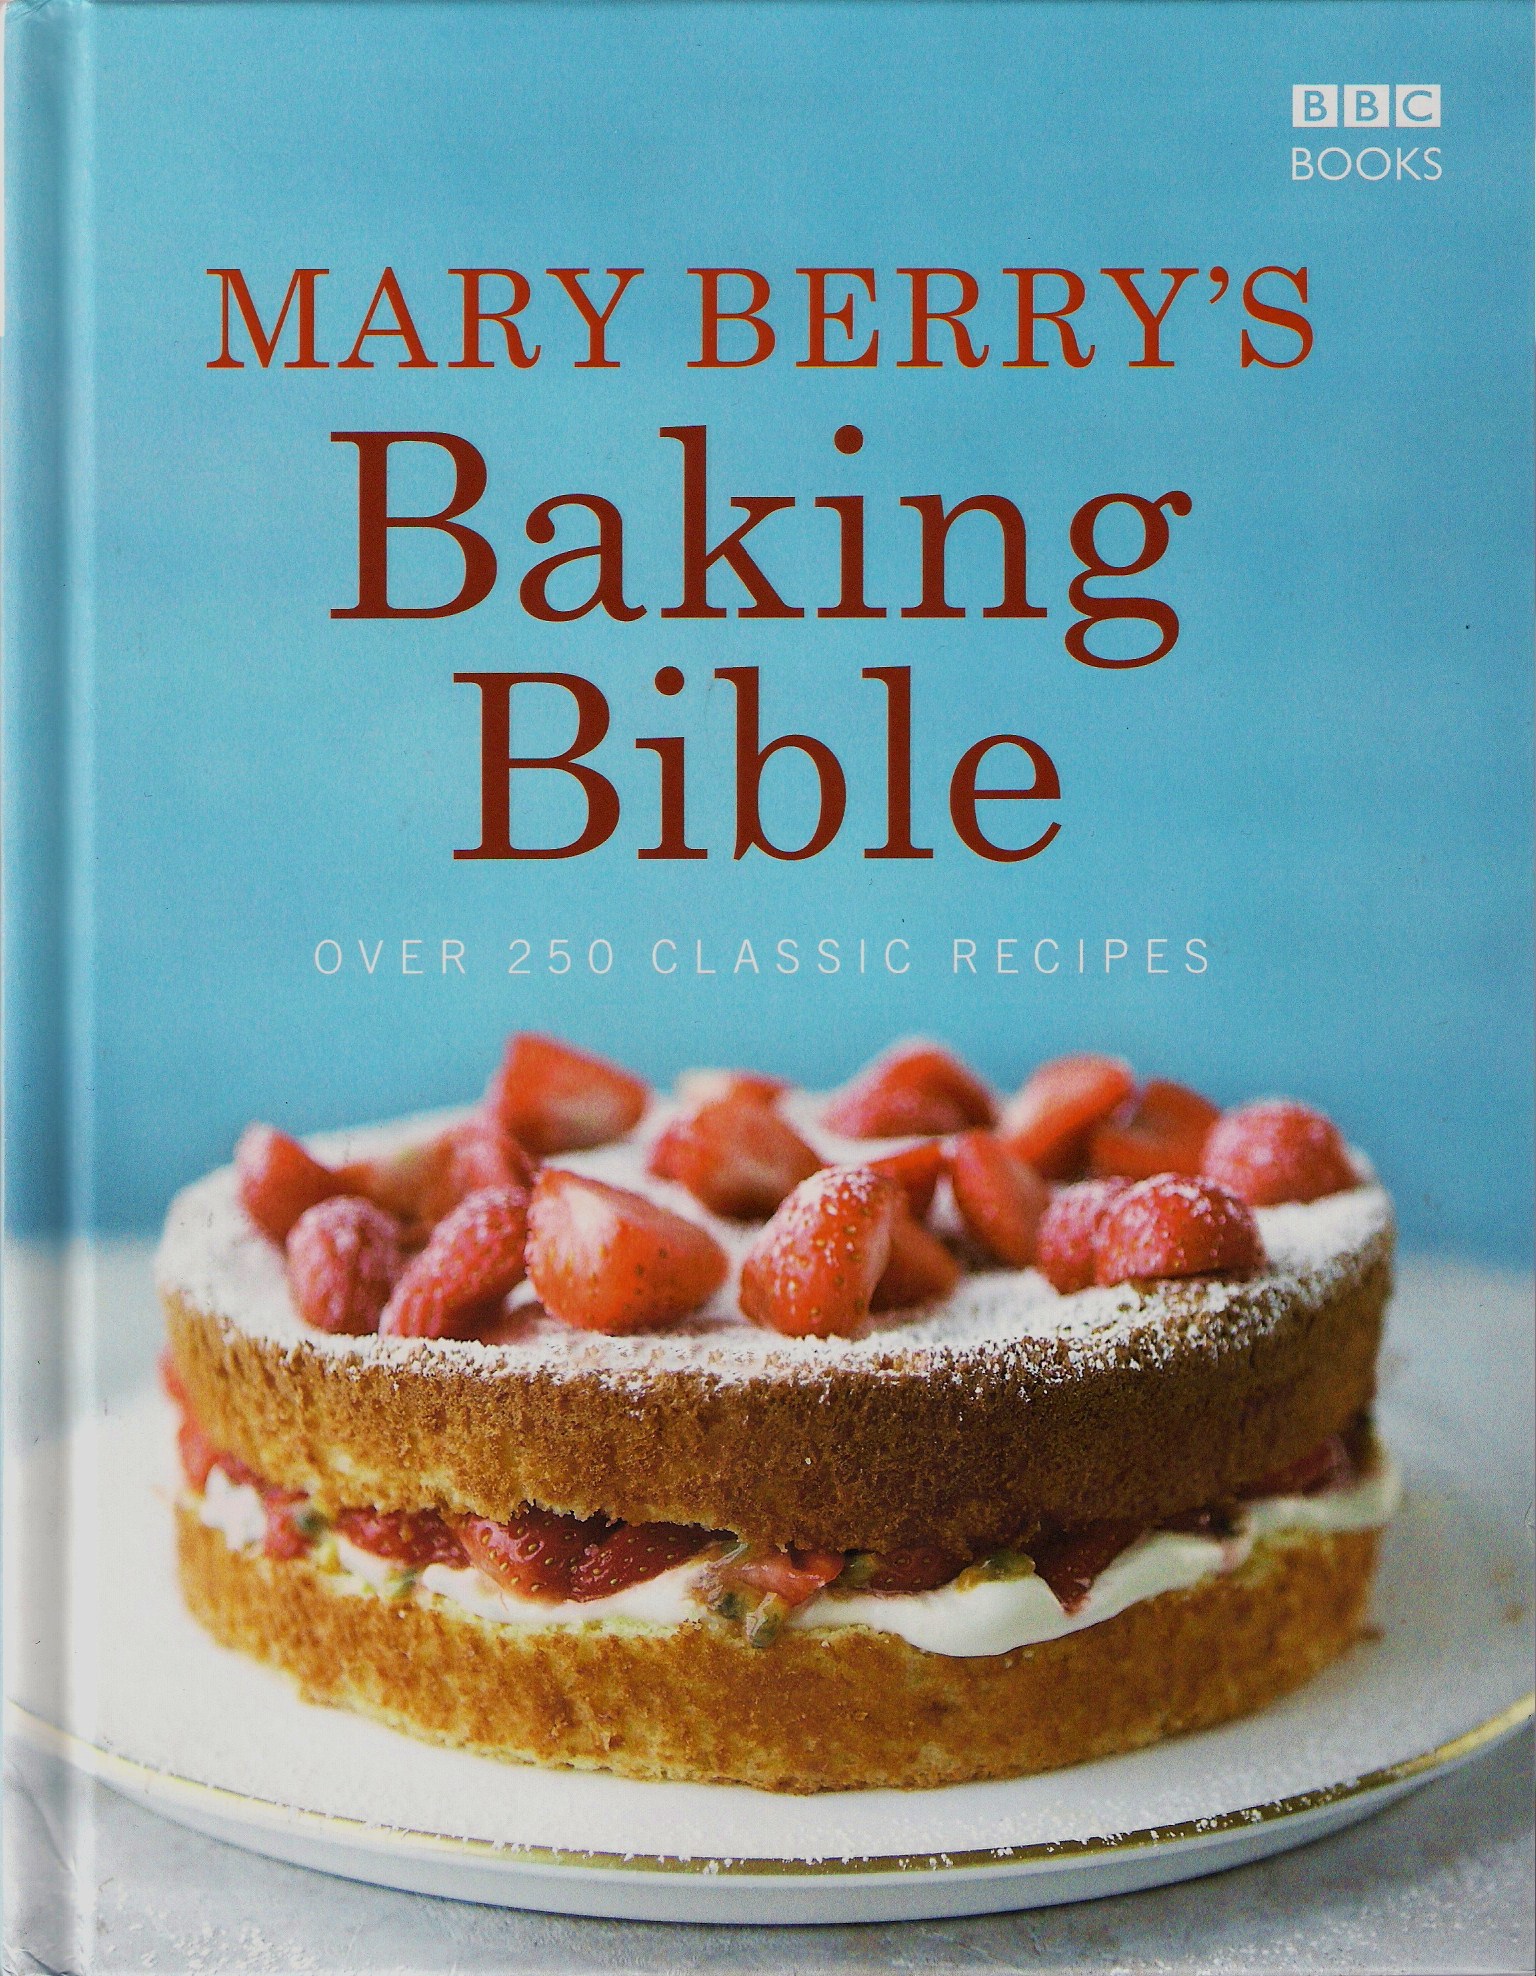 BBC
BOOKS
MARY BERRY’S
Baking
Bible
OVER 250 CLASSIC RECIPES